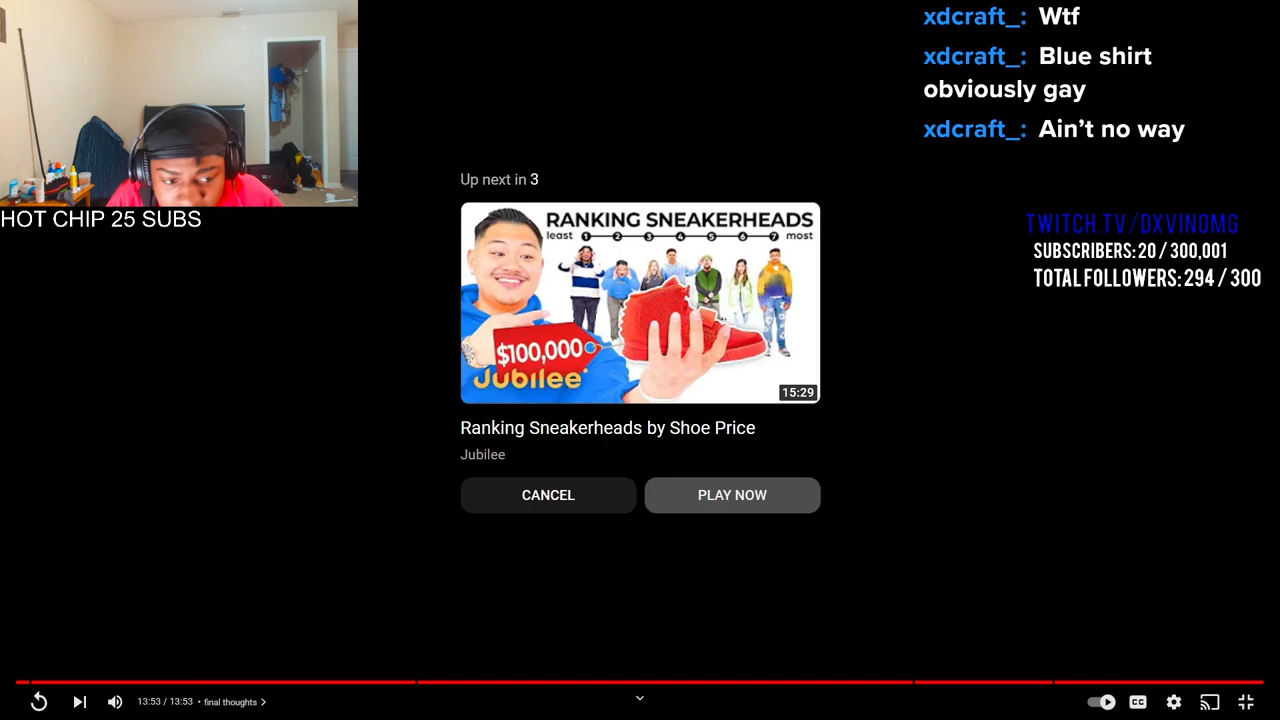 xdcraft_: Wtf
xdcraft_: Blue shirt
obviously gay
xdcraft_: Ain't no way
HOT CHIP 25 SUBS
TWITCH.TV/DXVINOMG
SUBSCRIBERS: 20 / 300,001
TOTAL FOLLOWERS: 294 / 300
Up next in 3
RANKING SNEAKERHEADS
least 1 2 3 4 5 6 7 most
$100,000
Jubilee
15:29
Ranking Sneakerheads by Shoe Price
Jubilee
CANCEL
PLAY NOW
13:53 / 13:53 • final thoughts >
CC